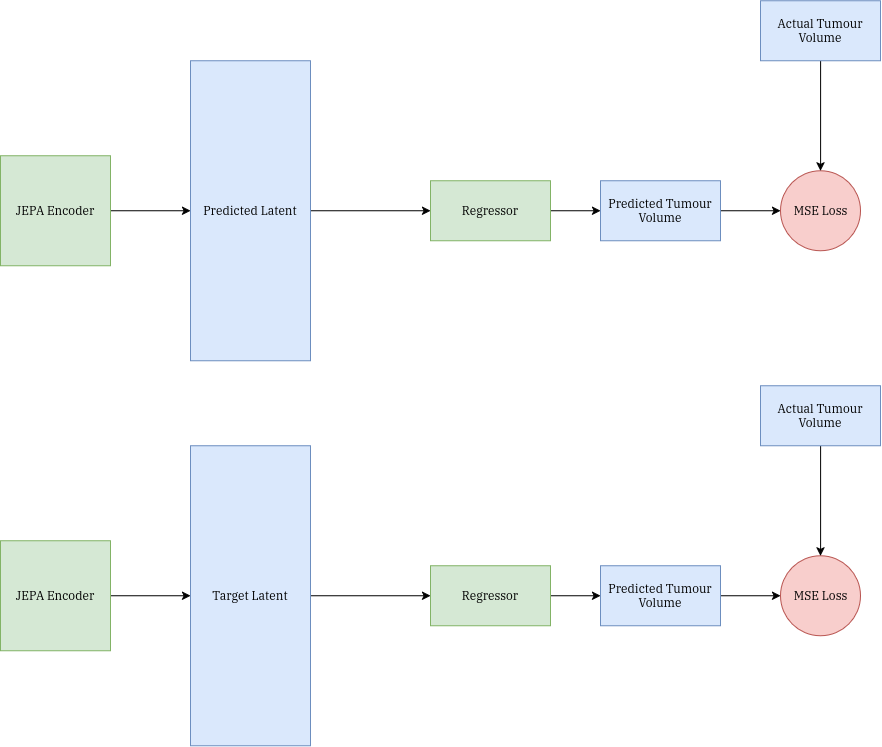 Actual Tumour
Volume
JEPA Encoder
Predicted Latent
Regressor
Predicted Tumour
Volume
MSE Loss
Actual Tumour
Volume
JEPA Encoder
Target Latent
Regressor
Predicted Tumour
Volume
MSE Loss